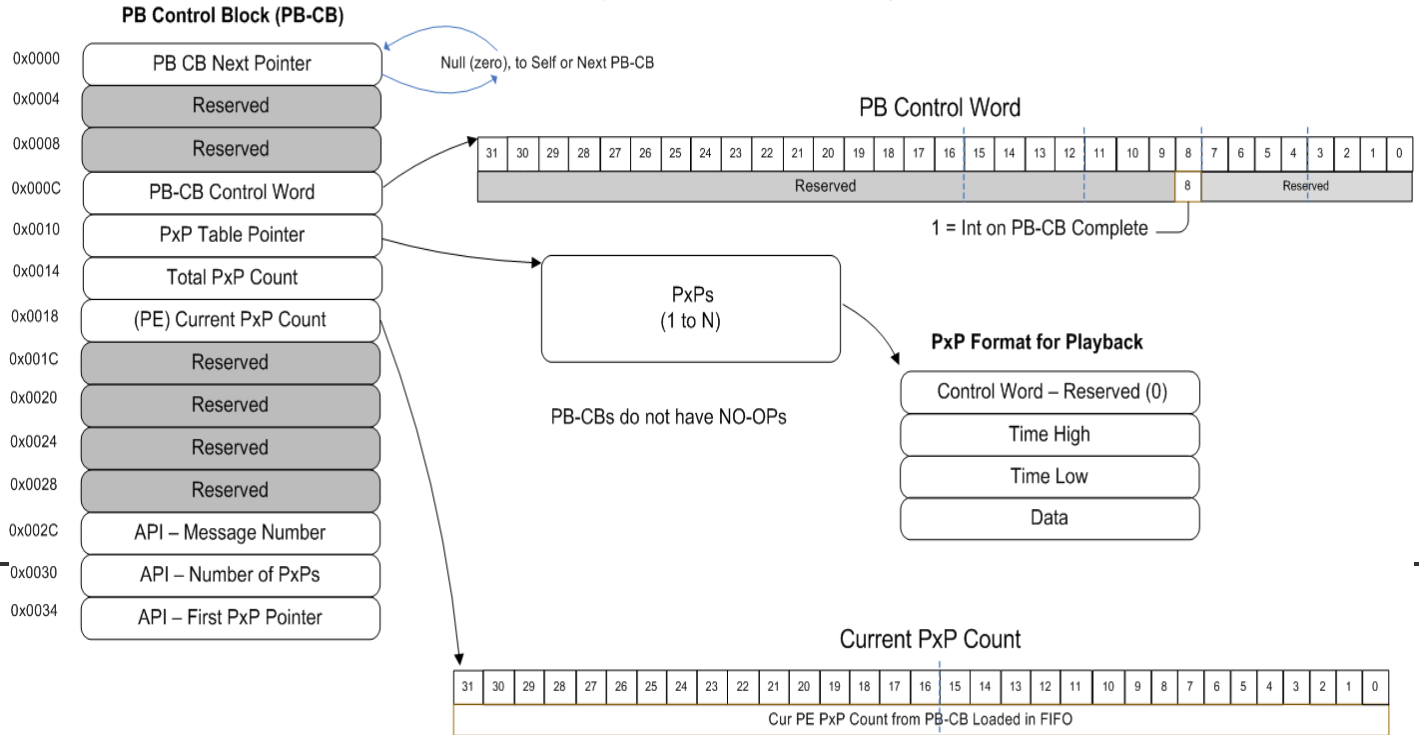 PB Control Block (PB-CB)
0x0000
PB CB Next Pointer
Null (zero), to Self or Next PB-CB
0x0004
Reserved
0x0008
Reserved
0x000C
PB-CB Control Word
0x0010
PxP Table Pointer
0x0014
Total PxP Count
0x0018
(PE) Current PxP Count
0x001C
Reserved
0x0020
Reserved
0x0024
Reserved
0x0028
Reserved
0x002C
API – Message Number
0x0030
API – Number of PxPs
0x0034
API – First PxP Pointer
PB Control Word
31 30 29 28 27 26 25 24 23 22 21 20 19 18 17 16 15 14 13 12 11 10 9 8 7 6 5 4 3 2 1 0
Reserved 8 Reserved
1 = Int on PB-CB Complete
PxPs
(1 to N)
PB-CBs do not have NO-OPs
PxP Format for Playback
Control Word – Reserved (0)
Time High
Time Low
Data
Current PxP Count
31 30 29 28 27 26 25 24 23 22 21 20 19 18 17 16 15 14 13 12 11 10 9 8 7 6 5 4 3 2 1 0
Cur PE PxP Count from PB-CB Loaded in FIFO